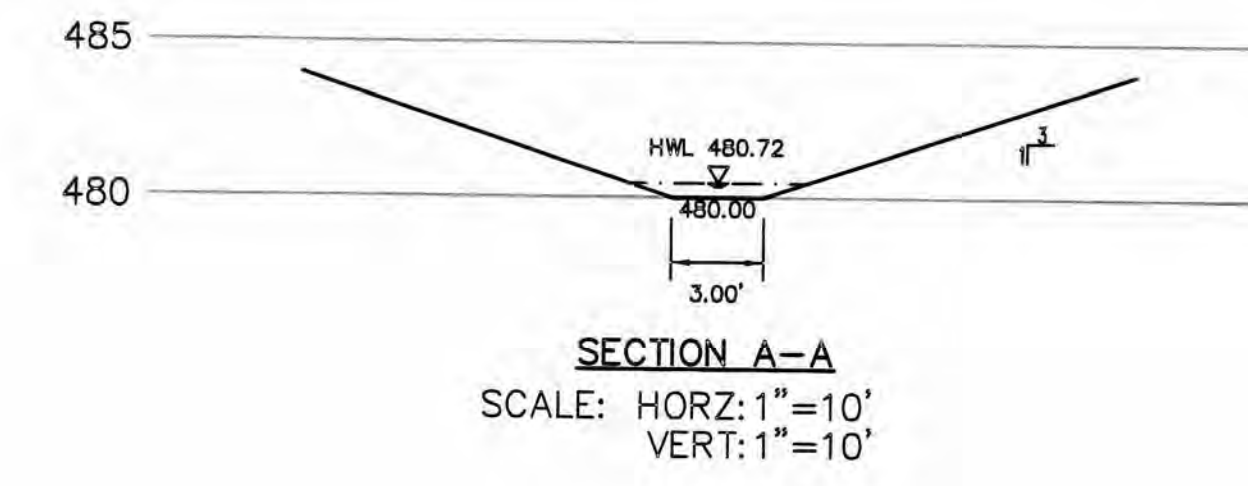 485
HWL 480.72
3
1
480
480.00
3.00'
SECTION A-A
SCALE: HORZ: 1"=10'
VERT: 1"=10'